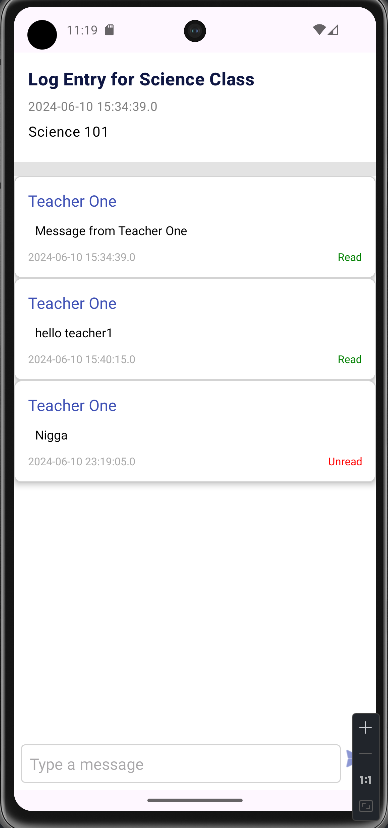 11:19
Log Entry for Science Class
2024-06-10 15:34:39.0
Science 101
Teacher One
Message from Teacher One
2024-06-10 15:34:39.0 Read
Teacher One
hello teacher1
2024-06-10 15:40:15.0 Read
Teacher One
Nigga
2024-06-10 23:19:05.0 Unread
Type a message
1:1